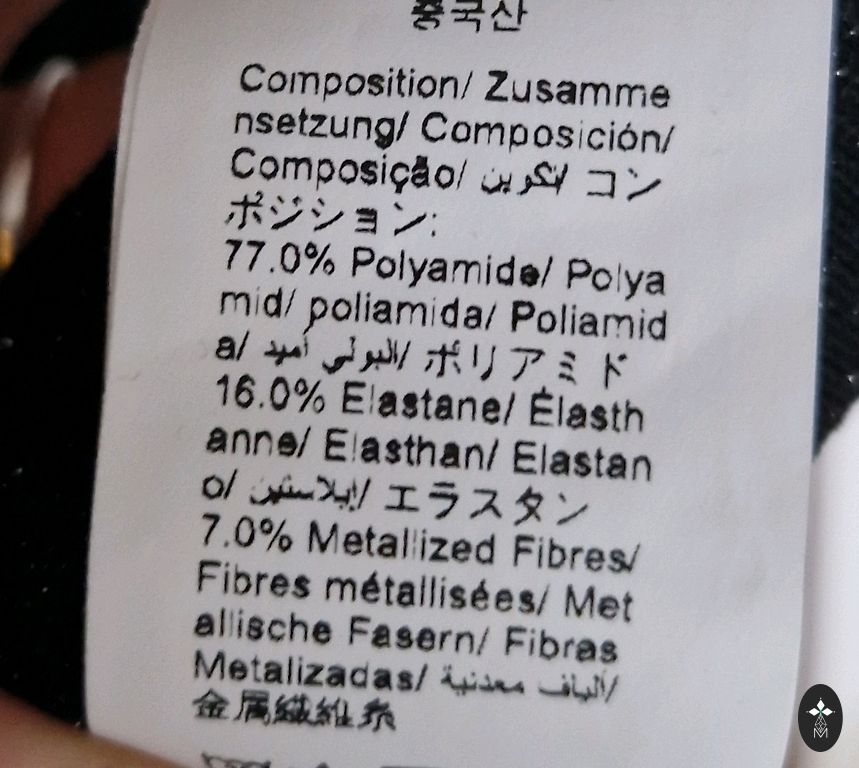 중국산
Composition/ Zusamme
nsetzung/ Composición/
Composição/ تكوين/ コン
ポジション:
77.0% Polyamide/ Polya
mid/ poliamida/ Poliamid
a/ البولي أميد/ ポリアミド
16.0% Elastane/ Élasth
anne/ Elasthan/ Elastan
o/ إيلاستين/ エラスタン
7.0% Metallized Fibres/
Fibres métallisées/ Met
allische Fasern/ Fibras
Metalizadas/ ألياف معدنية/
金属繊維糸
M